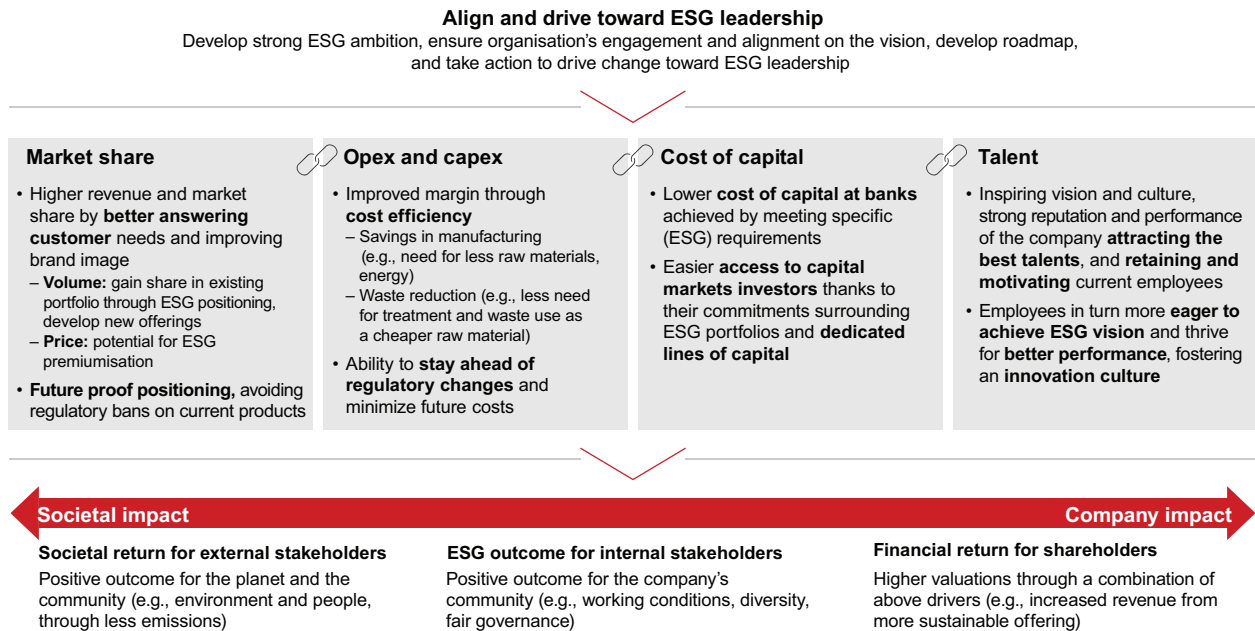 Align and drive toward ESG leadership
Develop strong ESG ambition, ensure organisation's engagement and alignment on the vision, develop roadmap,
and take action to drive change toward ESG leadership
Market share
• Higher revenue and market
share by better answering
customer needs and improving
brand image
– Volume: gain share in existing
portfolio through ESG positioning,
develop new offerings
– Price: potential for ESG
premiumisation
• Future proof positioning, avoiding
regulatory bans on current products
Opex and capex
• Improved margin through
cost efficiency
– Savings in manufacturing
(e.g., need for less raw materials,
energy)
– Waste reduction (e.g., less need
for treatment and waste use as
a cheaper raw material)
• Ability to stay ahead of
regulatory changes and
minimize future costs
Cost of capital
• Lower cost of capital at banks
achieved by meeting specific
(ESG) requirements
• Easier access to capital
markets investors thanks to
their commitments surrounding
ESG portfolios and dedicated
lines of capital
Talent
• Inspiring vision and culture,
strong reputation and performance
of the company attracting the
best talents, and retaining and
motivating current employees
• Employees in turn more eager to
achieve ESG vision and thrive
for better performance, fostering
an innovation culture
Societal impact
Company impact
Societal return for external stakeholders
Positive outcome for the planet and the
community (e.g., environment and people,
through less emissions)
ESG outcome for internal stakeholders
Positive outcome for the company's
community (e.g., working conditions, diversity,
fair governance)
Financial return for shareholders
Higher valuations through a combination of
above drivers (e.g., increased revenue from
more sustainable offering)